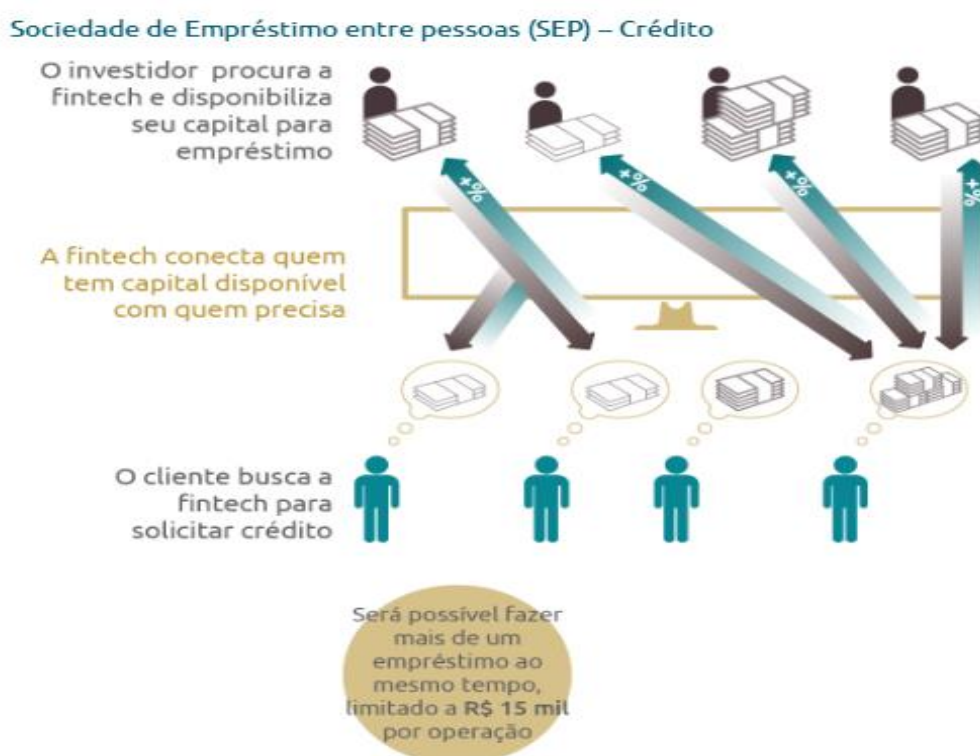 Sociedade de Empréstimo entre pessoas (SEP) – Crédito
O investidor procura a
fintech e disponibiliza
seu capital para
empréstimo
+%
+%
+%
+%
A fintech conecta quem
tem capital disponível
com quem precisa
O cliente busca a
fintech para
solicitar crédito
Será possível fazer
mais de um
empréstimo ao
mesmo tempo,
limitado a R$ 15 mil
por operação